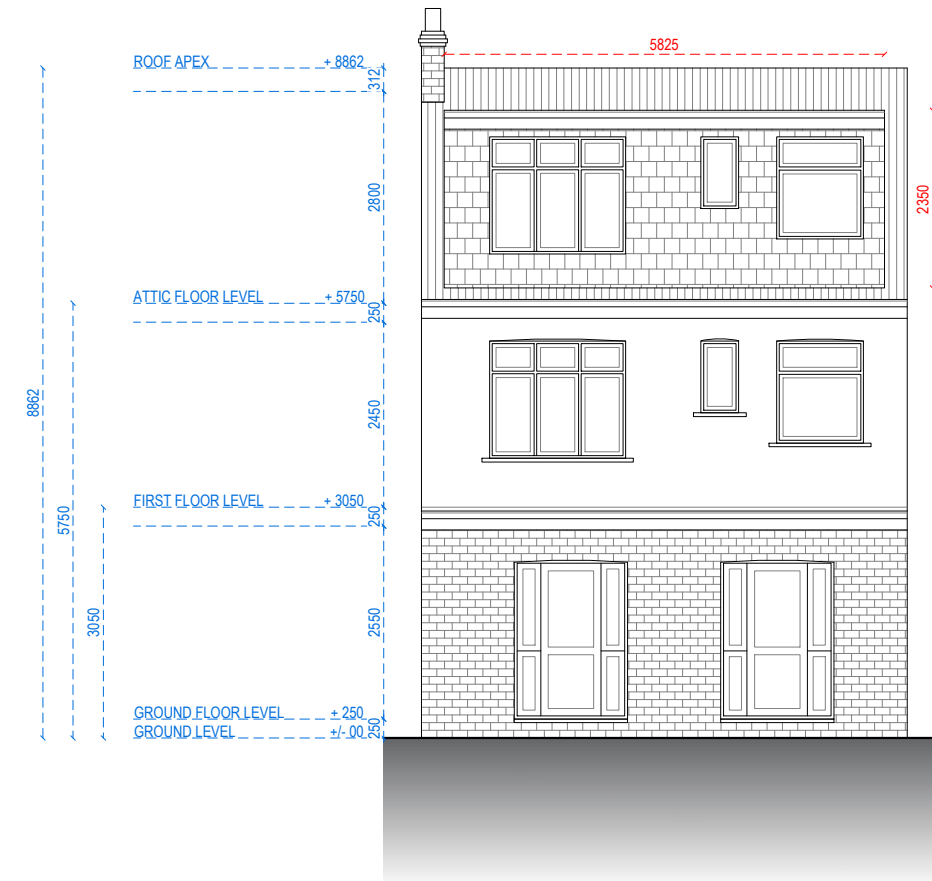 5825
ROOF APEX + 8862
312
2800
2350
ATTIC FLOOR LEVEL + 5750
250
8862
2450
5750
FIRST FLOOR LEVEL + 3050
250
3050
2550
GROUND FLOOR LEVEL + 250
GROUND LEVEL +/- 00
250